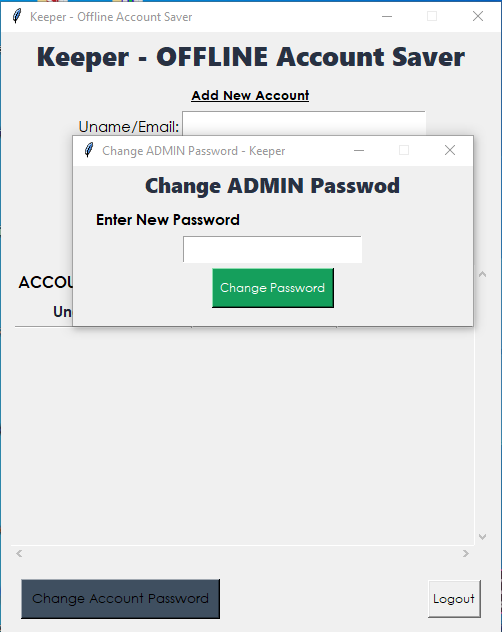 Keeper - Offline Account Saver
Keeper - OFFLINE Account Saver
Add New Account
Uname/Email:
Change ADMIN Password - Keeper
Change ADMIN Passwod
Enter New Password
Change Password
ACCOU
Un
Change Account Password
Logout